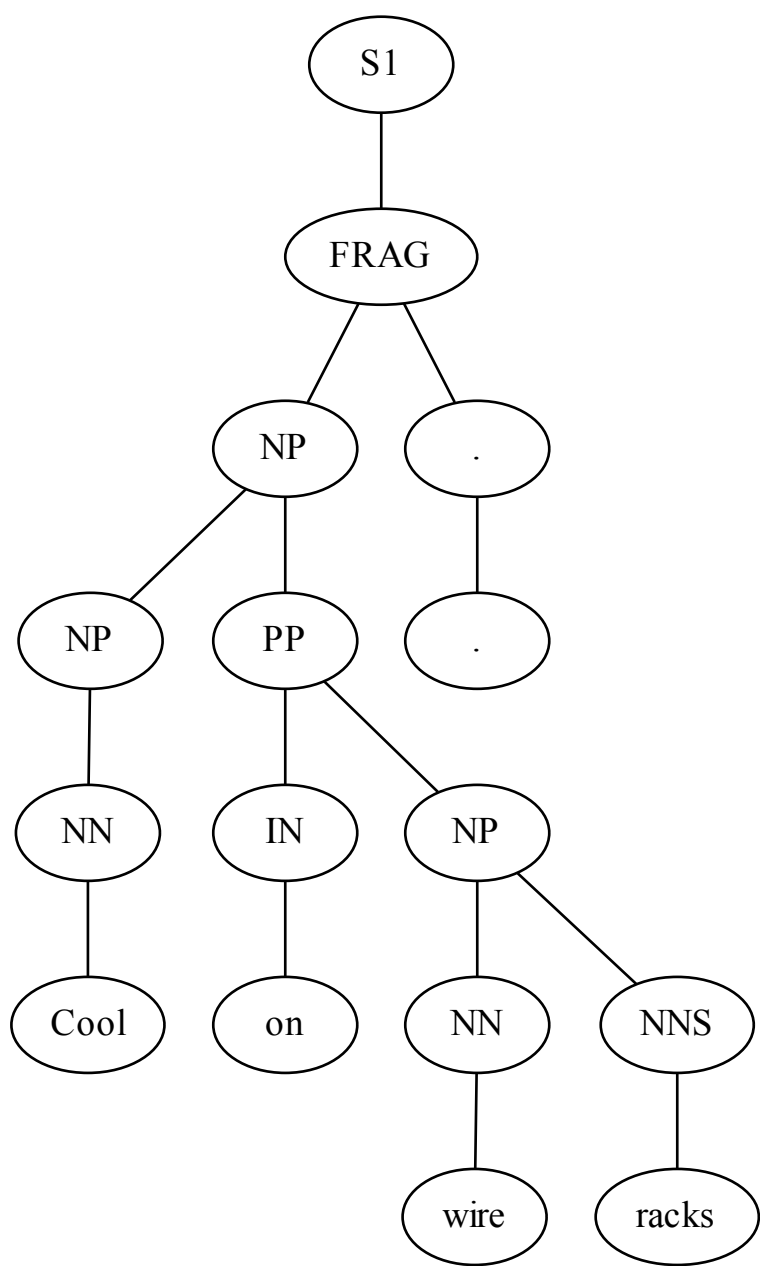 S1
FRAG
NP .
NP PP .
NN IN NP
Cool on NN NNS
wire racks